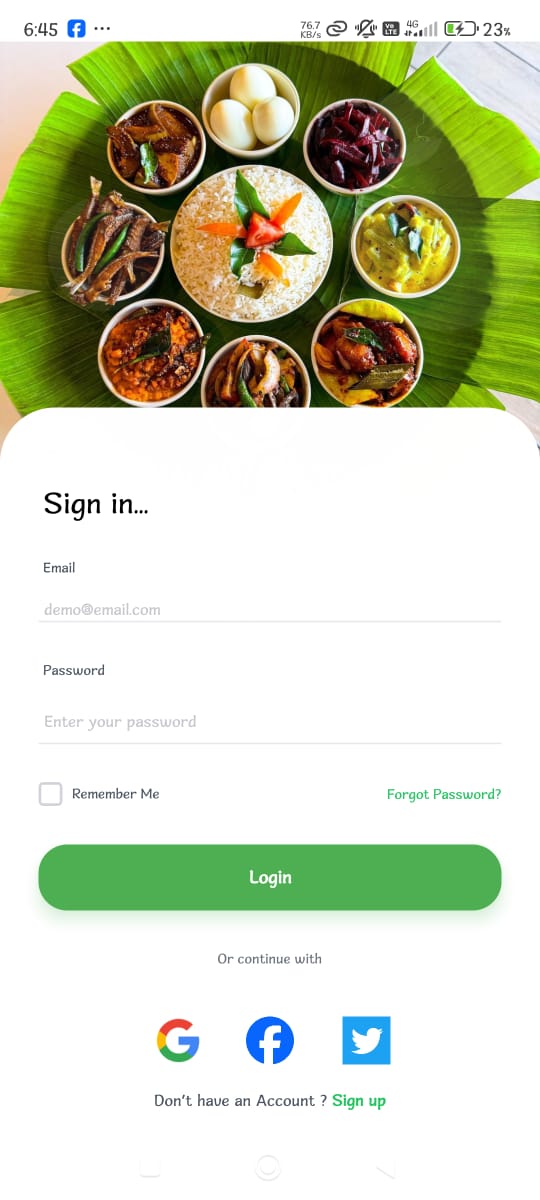 6:45
76.7
KB/s
Vo
LTE
4G
23%
Sign in...
Email
demo@email.com
Password
Enter your password
Remember Me
Forgot Password?
Login
Or continue with
Don't have an Account ? Sign up